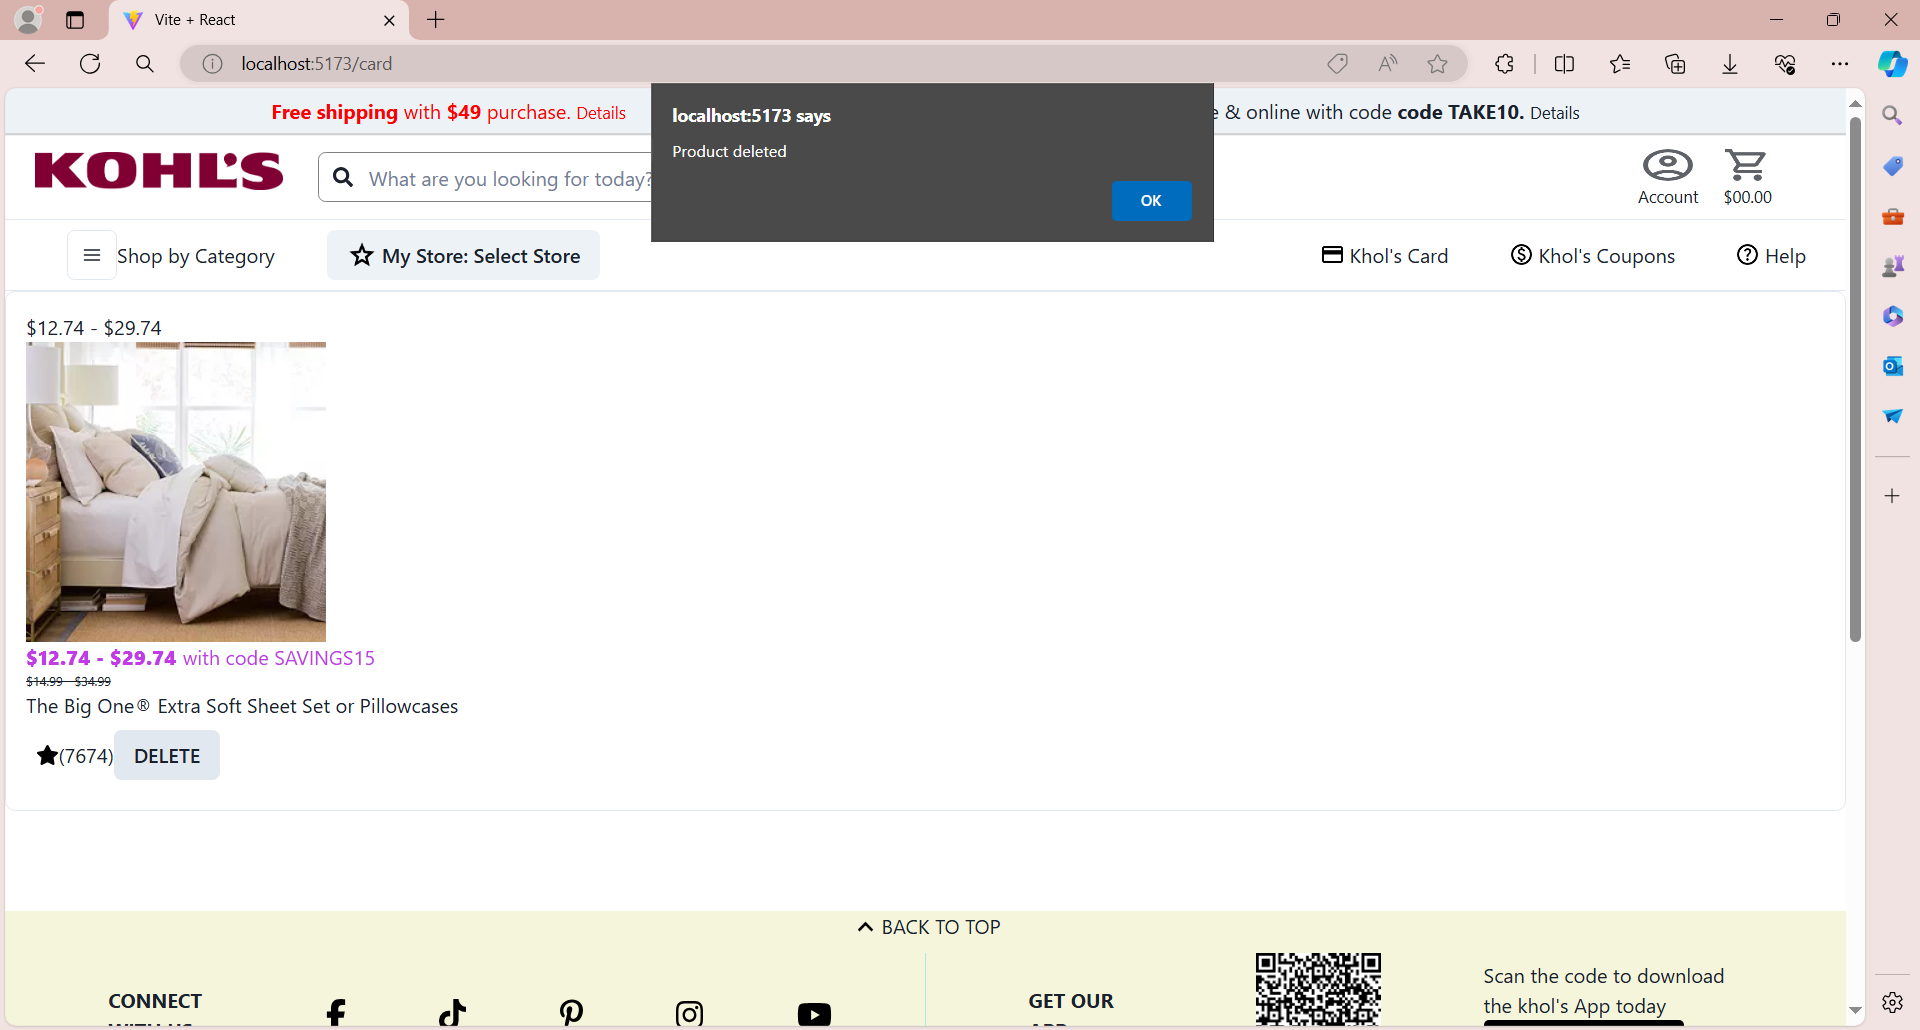 Vite + React
localhost:5173/card
Free shipping with $49 purchase. Details
& online with code code TAKE10. Details
localhost:5173 says
Product deleted
OK
KOHL'S
What are you looking for today?
Account
$00.00
Shop by Category
My Store: Select Store
Khol's Card
Khol's Coupons
Help
$12.74 - $29.74
$12.74 - $29.74 with code SAVINGS15
$14.99 - $34.99
The Big One® Extra Soft Sheet Set or Pillowcases
(7674)
DELETE
BACK TO TOP
CONNECT
GET OUR
Scan the code to download
the khol's App today